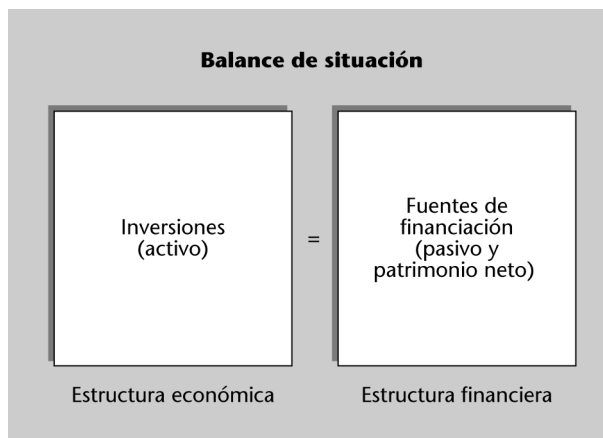 Balance de situación
Inversiones
(activo)
=
Fuentes de
financiación
(pasivo y
patrimonio neto)
Estructura económica
Estructura financiera